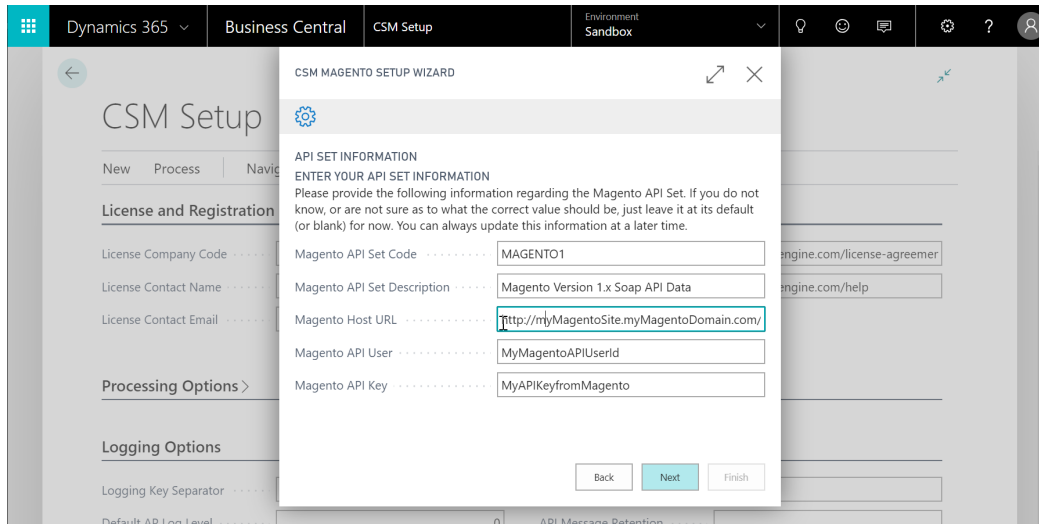 Dynamics 365
Business Central
CSM Setup
Environment
Sandbox
?
CSM MAGENTO SETUP WIZARD
CSM Setup
New Process Navig
API SET INFORMATION
ENTER YOUR API SET INFORMATION
Please provide the following information regarding the Magento API Set. If you do not
know, or are not sure as to what the correct value should be, just leave it at its default
(or blank) for now. You can always update this information at a later time.
License and Registration
License Company Code
Magento API Set Code MAGENTO1
engine.com/license-agreemer
License Contact Name
Magento API Set Description Magento Version 1.x Soap API Data
engine.com/help
License Contact Email
Magento Host URL http://myMagentoSite.myMagentoDomain.com/
Magento API User MyMagentoAPIUserId
Processing Options >
Magento API Key MyAPIKeyfromMagento
Logging Options
Back Next Finish
Logging Key Separator
Default AP Log Level 0 API Message Retention